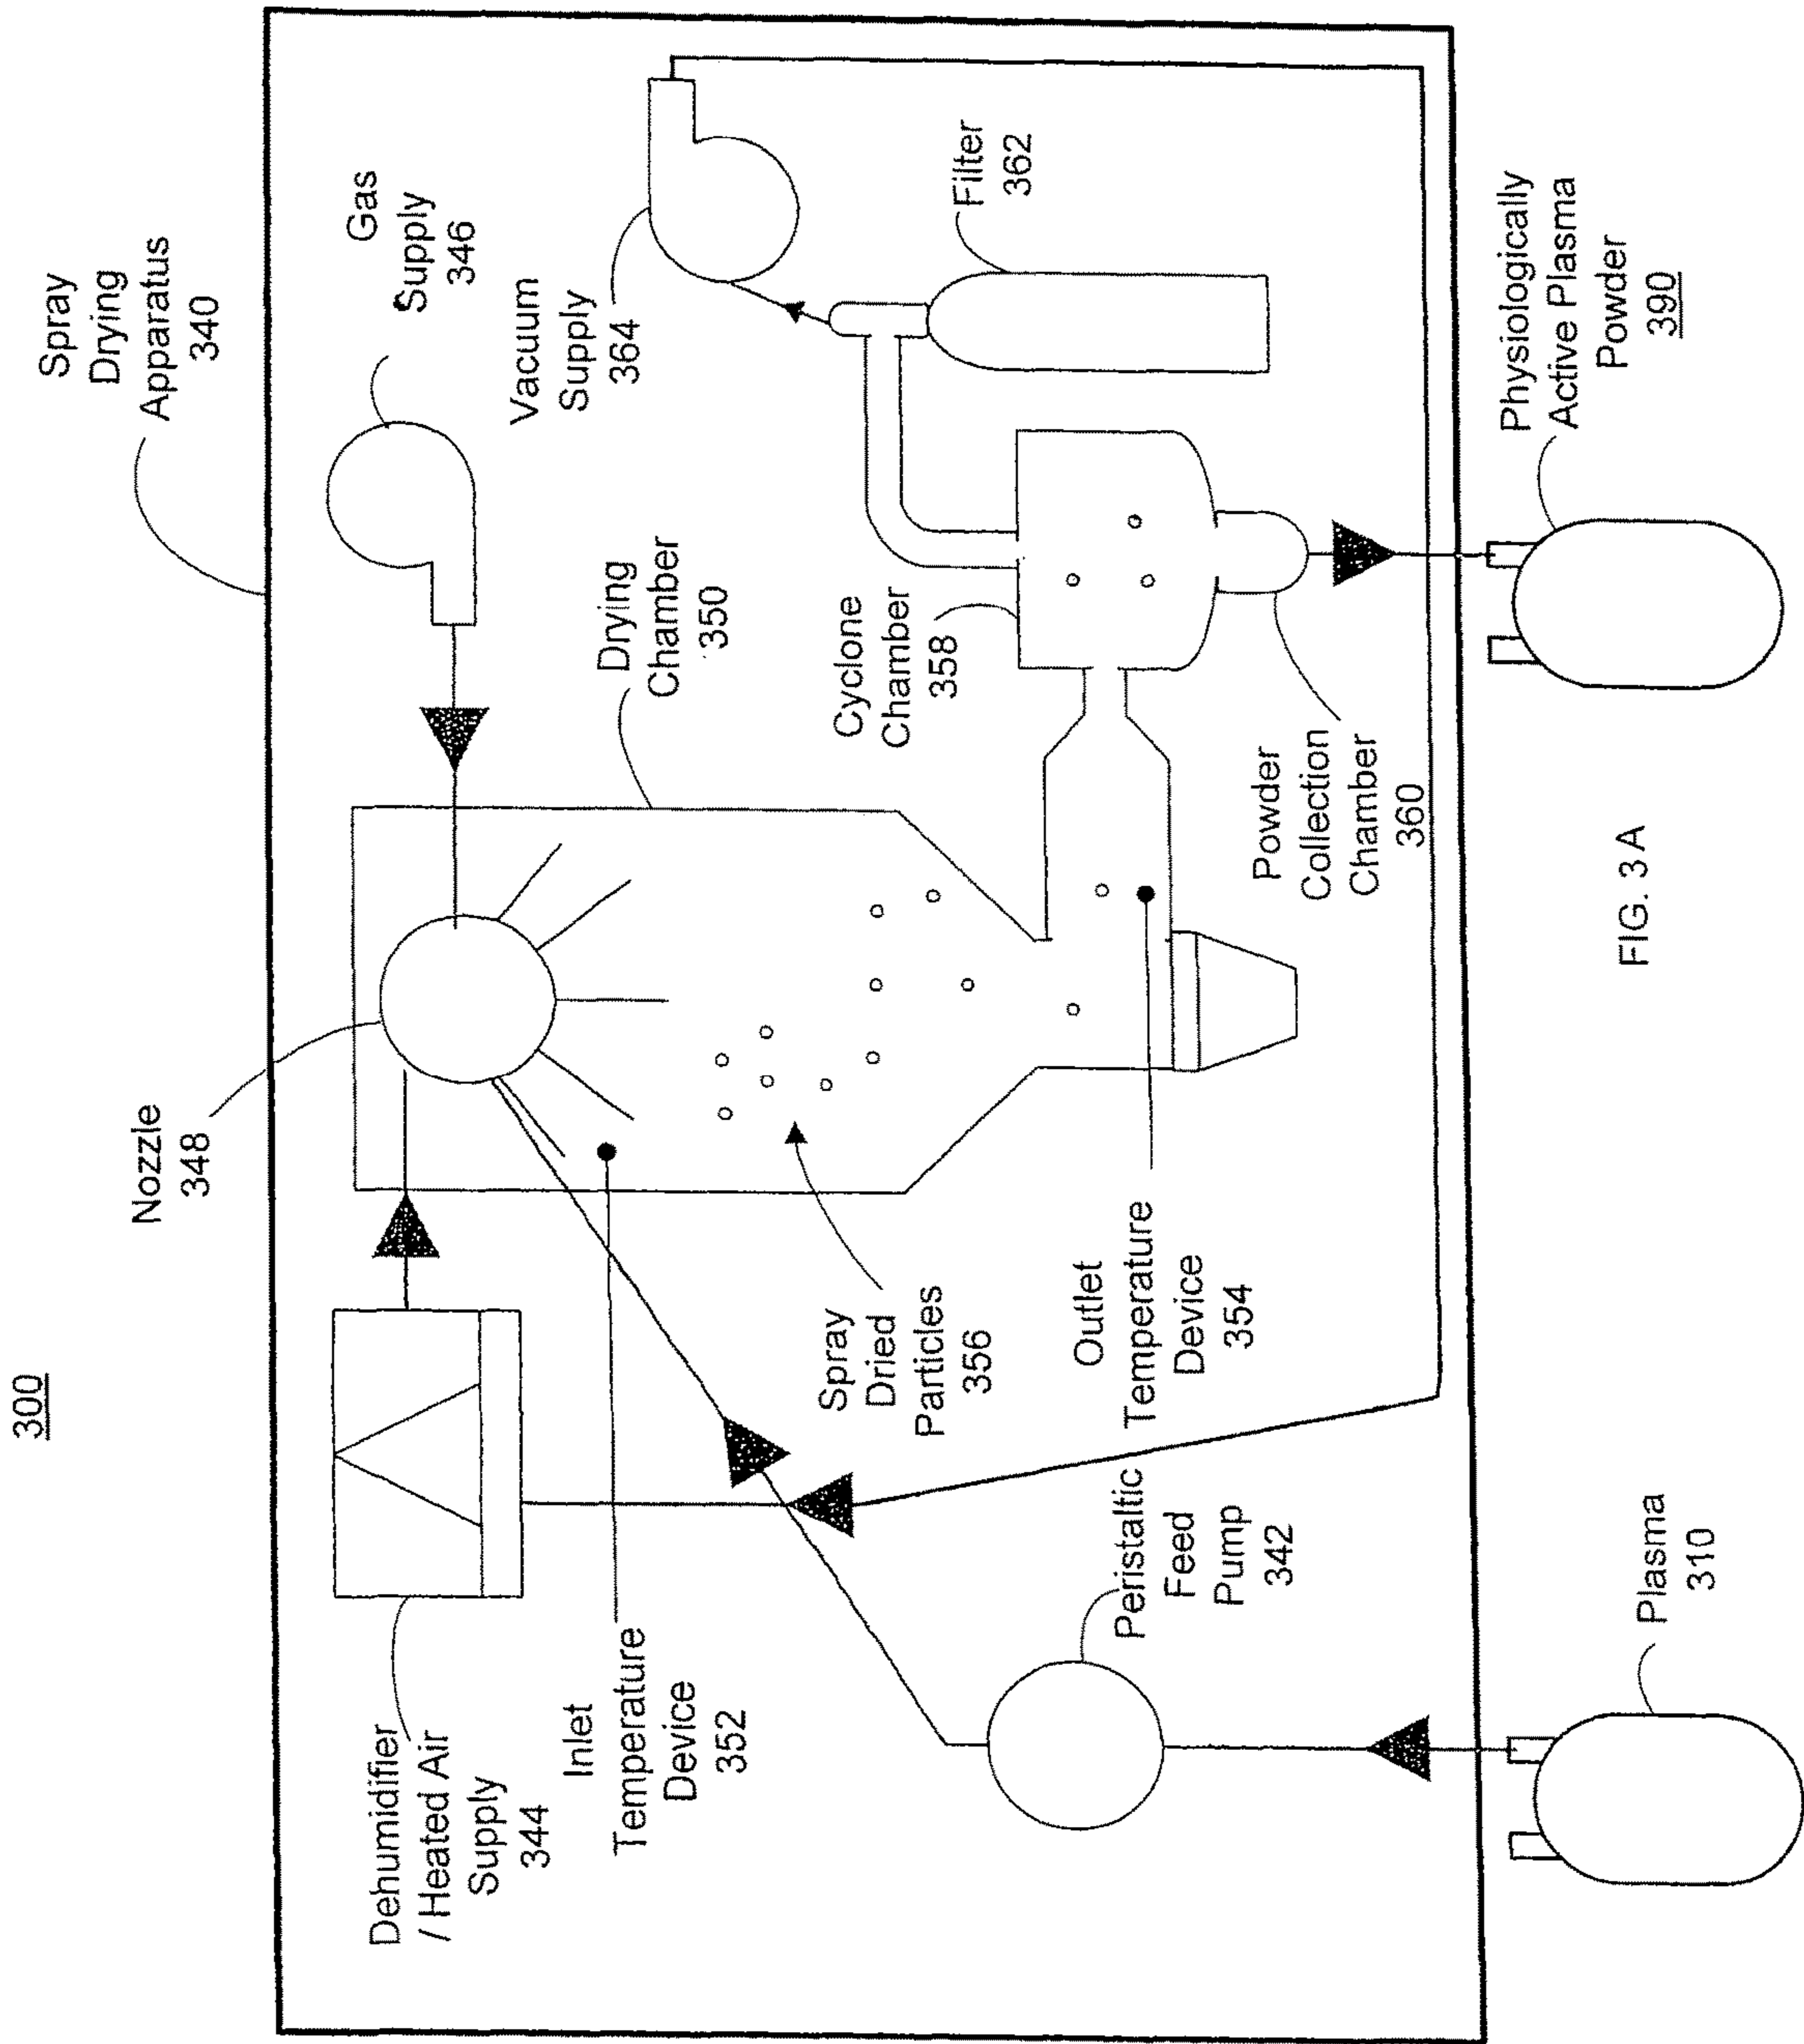 300
Spray
Drying
Apparatus
340
Nozzle
348
Gas
Supply
346
Dehumidifier
/ Heated Air
Supply
344
Inlet
Temperature
Device
352
Drying
Chamber
350
Vacuum
Supply
364
Spray
Dried
Particles
356
Cyclone
Chamber
358
Filter
362
Outlet
Temperature
Device
354
Peristaltic
Feed
Pump
342
Powder
Collection
Chamber
360
Plasma
310
Physiologically
Active Plasma
Powder
390
FIG. 3A